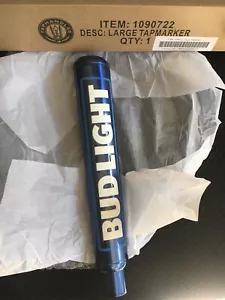 ITEM: 1090722
DESC: LARGE TAPMARKER
QTY: 1
BUD LIGHT